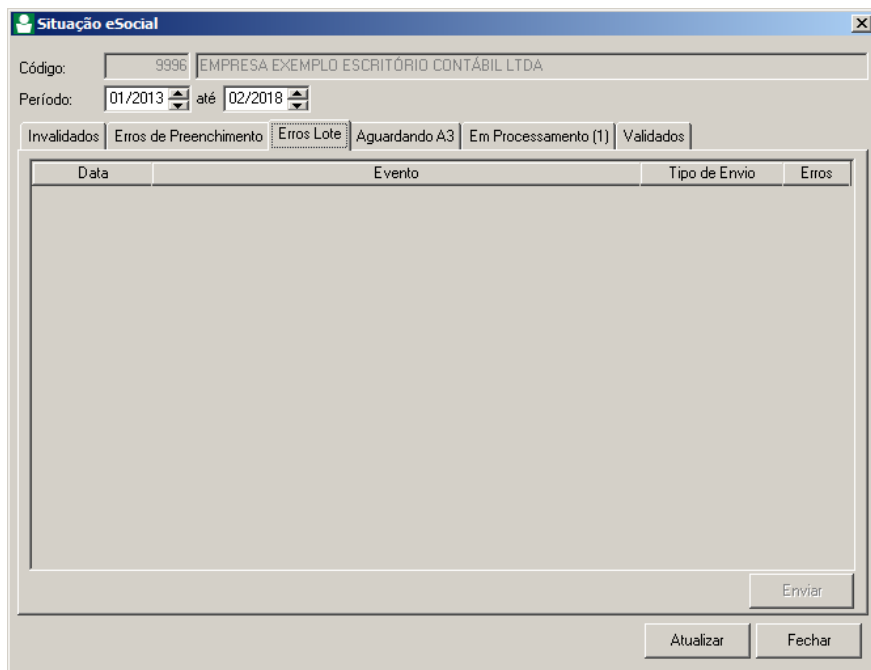 Situação eSocial
Código: 9996 EMPRESA EXEMPLO ESCRITÓRIO CONTÁBIL LTDA
Período: 01/2013 até 02/2018
Invalidados Erros de Preenchimento Erros Lote Aguardando A3 Em Processamento (1) Validados
Data Evento Tipo de Envio Erros
Enviar
Atualizar Fechar